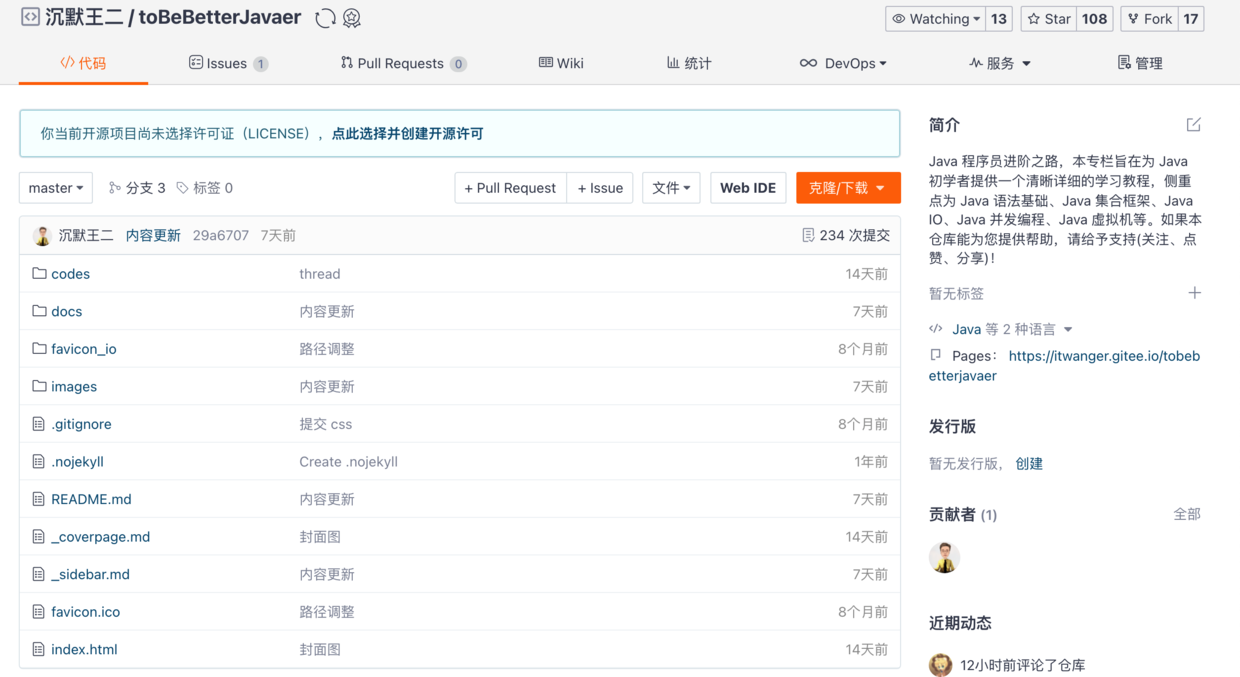 沉默王二 / toBeBetterJavaer
Watching 13 Star 108 Fork 17
代码 Issues 1 Pull Requests 0 Wiki 统计 DevOps 服务 管理
你当前开源项目尚未选择许可证（LICENSE），点此选择并创建开源许可
master 分支 3 标签 0 + Pull Request + Issue 文件 Web IDE 克隆/下载
沉默王二 内容更新 29a6707 7天前 234 次提交
codes thread 14天前
docs 内容更新 7天前
favicon_io 路径调整 8个月前
images 内容更新 7天前
.gitignore 提交 css 8个月前
.nojekyll Create .nojekyll 1年前
README.md 内容更新 7天前
_coverpage.md 封面图 14天前
_sidebar.md 内容更新 7天前
favicon.ico 路径调整 8个月前
index.html 封面图 14天前
简介
Java 程序员进阶之路，本专栏旨在为 Java
初学者提供一个清晰详细的学习教程，侧重
点为 Java 语法基础、Java 集合框架、Java
IO、Java 并发编程、Java 虚拟机等。如果本
仓库能为您提供帮助，请给予支持(关注、点
赞、分享)！
暂无标签
Java 等 2 种语言
Pages： https://itwanger.gitee.io/tobeb
etterjavaer
发行版
暂无发行版， 创建
贡献者 (1) 全部
近期动态
12小时前评论了仓库